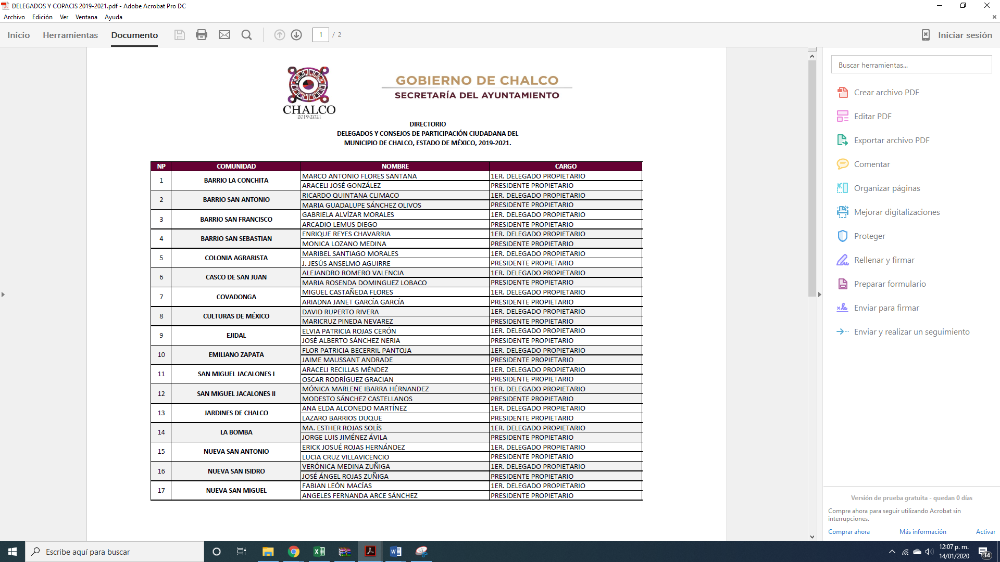 DELEGADOS Y COPACIS 2019-2021.pdf - Adobe Acrobat Pro DC
Archivo Edición Ver Ventana Ayuda
Inicio Herramientas Documento 1 / 2 Iniciar sesión
Buscar herramientas...
Crear archivo PDF
Editar PDF
Exportar archivo PDF
Comentar
Organizar páginas
Mejorar digitalizaciones
Proteger
Rellenar y firmar
Preparar formulario
Enviar para firmar
Enviar y realizar un seguimiento
Versión de prueba gratuita - quedan 0 días
Compre ahora para seguir utilizando Acrobat sin
interrupciones.
Comprar ahora Más información Activar
CHALCO
2019-2021
GOBIERNO DE CHALCO
SECRETARÍA DEL AYUNTAMIENTO
DIRECTORIO
DELEGADOS Y CONSEJOS DE PARTICIPACIÓN CIUDADANA DEL
MUNICIPIO DE CHALCO, ESTADO DE MÉXICO, 2019-2021.
NP COMUNIDAD NOMBRE CARGO
1 BARRIO LA CONCHITA MARCO ANTONIO FLORES SANTANA 1ER. DELEGADO PROPIETARIO
ARACELI JOSÉ GONZÁLEZ PRESIDENTE PROPIETARIO
2 BARRIO SAN ANTONIO RICARDO QUINTANA CLIMACO 1ER. DELEGADO PROPIETARIO
MARIA GUADALUPE SÁNCHEZ OLIVOS PRESIDENTE PROPIETARIO
3 BARRIO SAN FRANCISCO GABRIELA ALVÍZAR MORALES 1ER. DELEGADO PROPIETARIO
ARCADIO LEMUS DIEGO PRESIDENTE PROPIETARIO
4 BARRIO SAN SEBASTIAN ENRIQUE REYES CHAVARRIA 1ER. DELEGADO PROPIETARIO
MONICA LOZANO MEDINA PRESIDENTE PROPIETARIO
5 COLONIA AGRARISTA MARIBEL SANTIAGO MORALES 1ER. DELEGADO PROPIETARIO
J. JESÚS ANSELMO AGUIRRE PRESIDENTE PROPIETARIO
6 CASCO DE SAN JUAN ALEJANDRO ROMERO VALENCIA 1ER. DELEGADO PROPIETARIO
MARIA ROSENDA DOMINGUEZ LOBACO PRESIDENTE PROPIETARIO
7 COVADONGA MIGUEL CASTAÑEDA FLORES 1ER. DELEGADO PROPIETARIO
ARIADNA JANET GARCÍA GARCÍA PRESIDENTE PROPIETARIO
8 CULTURAS DE MÉXICO DAVID RUPERTO RIVERA 1ER. DELEGADO PROPIETARIO
MARICRUZ PINEDA NEVAREZ PRESIDENTE PROPIETARIO
9 EJIDAL ELVIA PATRICIA ROJAS CERÓN 1ER. DELEGADO PROPIETARIO
JOSÉ ALBERTO SÁNCHEZ NERIA PRESIDENTE PROPIETARIO
10 EMILIANO ZAPATA FLOR PATRICIA BECERRIL PANTOJA 1ER. DELEGADO PROPIETARIO
JAIME MAUSSANT ANDRADE PRESIDENTE PROPIETARIO
11 SAN MIGUEL JACALONES I ARACELI RECILLAS MÉNDEZ 1ER. DELEGADO PROPIETARIO
OSCAR RODRÍGUEZ GRACIAN PRESIDENTE PROPIETARIO
12 SAN MIGUEL JACALONES II MÓNICA MARLENE IBARRA HÉRNANDEZ 1ER. DELEGADO PROPIETARIO
MODESTO SÁNCHEZ CASTELLANOS PRESIDENTE PROPIETARIO
13 JARDINES DE CHALCO ANA ELDA ALCONEDO MARTÍNEZ 1ER. DELEGADO PROPIETARIO
LAZARO BARRIOS DUQUE PRESIDENTE PROPIETARIO
14 LA BOMBA MA. ESTHER ROJAS SOLÍS 1ER. DELEGADO PROPIETARIO
JORGE LUIS JIMÉNEZ ÁVILA PRESIDENTE PROPIETARIO
15 NUEVA SAN ANTONIO ERICK JOSUÉ ROJAS HERNÁNDEZ 1ER. DELEGADO PROPIETARIO
LUCIA CRUZ VILLAVICENCIO PRESIDENTE PROPIETARIO
16 NUEVA SAN ISIDRO VERÓNICA MEDINA ZUÑIGA 1ER. DELEGADO PROPIETARIO
JOSÉ ÁNGEL ROJAS ZUÑIGA PRESIDENTE PROPIETARIO
17 NUEVA SAN MIGUEL FABIAN LEÓN MACÍAS 1ER. DELEGADO PROPIETARIO
ANGELES FERNANDA ARCE SÁNCHEZ PRESIDENTE PROPIETARIO
Escribe aquí para buscar
12:07 p. m.
14/01/2020
34